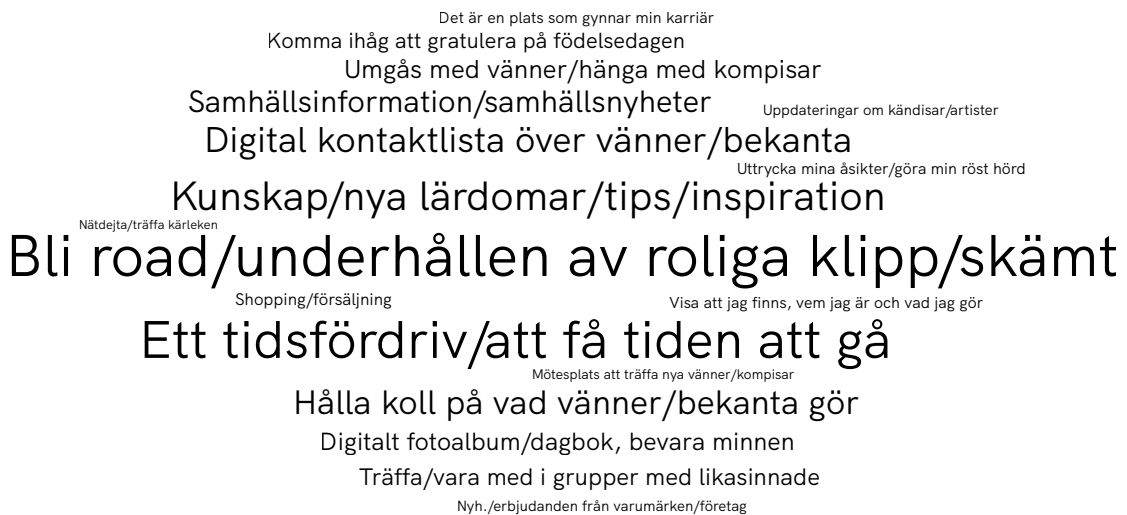 Det är en plats som gynnar min karriär
Komma ihåg att gratulera på födelsedagen
Umgås med vänner/hänga med kompisar
Samhällsinformation/samhällsnyheter
Uppdateringar om kändisar/artister
Digital kontaktlista över vänner/bekanta
Uttrycka mina åsikter/göra min röst hörd
Kunskap/nya lärdomar/tips/inspiration
Nätdejta/träffa kärleken
Bli road/underhållen av roliga klipp/skämt
Shopping/försäljning
Visa att jag finns, vem jag är och vad jag gör
Ett tidsfördriv/att få tiden att gå
Mötesplats att träffa nya vänner/kompisar
Hålla koll på vad vänner/bekanta gör
Digitalt fotoalbum/dagbok, bevara minnen
Träffa/vara med i grupper med likasinnade
Nyh./erbjudanden från varumärken/företag